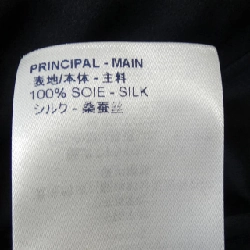 PRINCIPAL - MAIN
表地/本体 - 主料
100% SOIE - SILK
シルク - 桑蚕丝